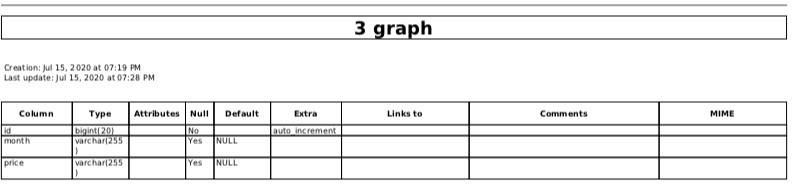 3 graph
Creation: Jul 15, 2020 at 07:19 PM
Last update: Jul 15, 2020 at 07:28 PM
Column Type Attributes Null Default Extra Links to Comments MIME
id bigint(20) No auto_increment
month varchar(255 Yes NULL
)
price varchar(255 Yes NULL
)